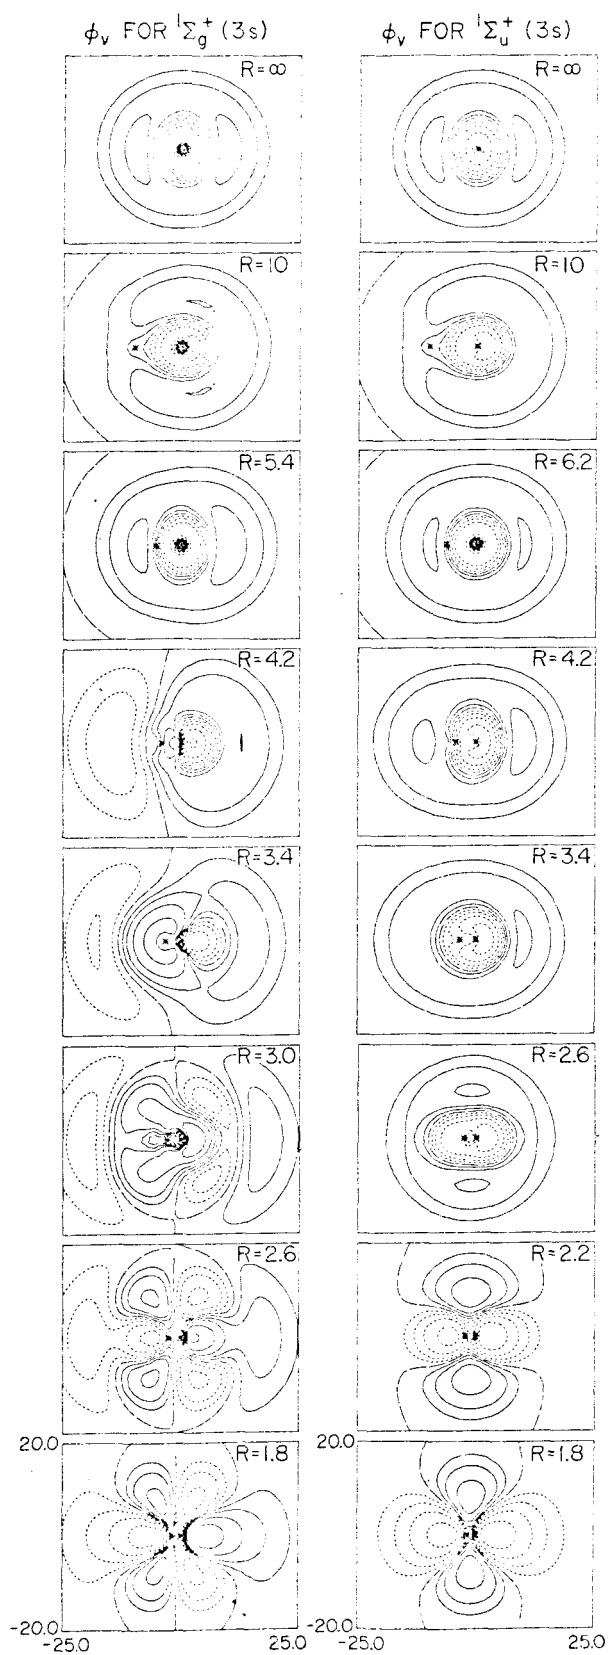 ϕᵥ FOR ¹Σg⁺ (3s)
ϕᵥ FOR ¹Σu⁺ (3s)
R=∞
R=∞
R=10
R=10
R=5.4
R=6.2
R=4.2
R=4.2
R=3.4
R=3.4
R=3.0
R=2.6
R=2.6
R=2.2
20.0
R=1.8
20.0
R=1.8
-20.0
-20.0
-25.0
25.0
-25.0
25.0